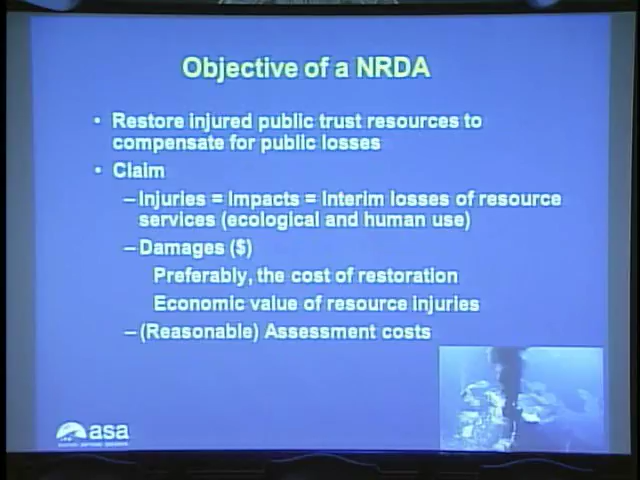 Objective of a NRDA
• Restore injured public trust resources to
compensate for public losses
• Claim
–Injuries = Impacts = Interim losses of resource
services (ecological and human use)
–Damages ($)
Preferably, the cost of restoration
Economic value of resource injuries
–(Reasonable) Assessment costs
asa